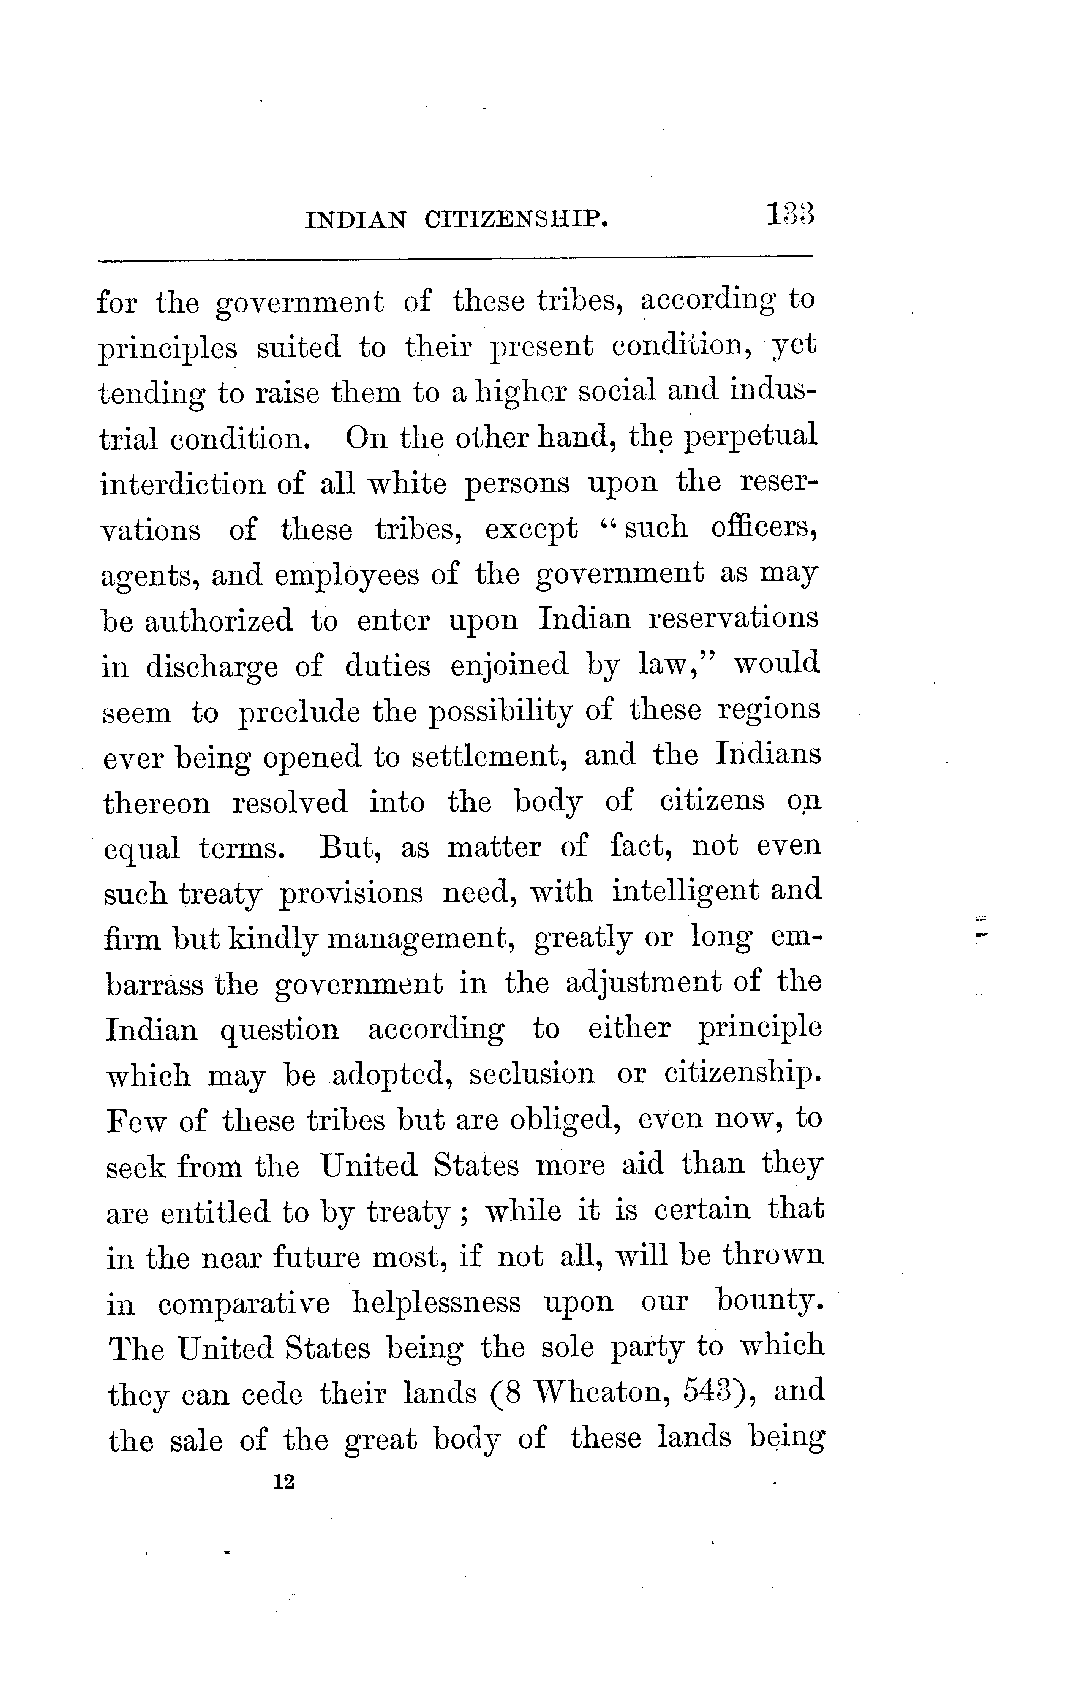 INDIAN CITIZENSHIP. 133
for the government of these tribes, according to
principles suited to their present condition, yet
tending to raise them to a higher social and indus-
trial condition. On the other hand, the perpetual
interdiction of all white persons upon the reser-
vations of these tribes, except “such officers,
agents, and employees of the government as may
be authorized to enter upon Indian reservations
in discharge of duties enjoined by law,” would
seem to preclude the possibility of these regions
ever being opened to settlement, and the Indians
thereon resolved into the body of citizens on
equal terms. But, as matter of fact, not even
such treaty provisions need, with intelligent and
firm but kindly management, greatly or long em-
barrass the government in the adjustment of the
Indian question according to either principle
which may be adopted, seclusion or citizenship.
Few of these tribes but are obliged, even now, to
seek from the United States more aid than they
are entitled to by treaty; while it is certain that
in the near future most, if not all, will be thrown
in comparative helplessness upon our bounty.
The United States being the sole party to which
they can cede their lands (8 Wheaton, 543), and
the sale of the great body of these lands being
12